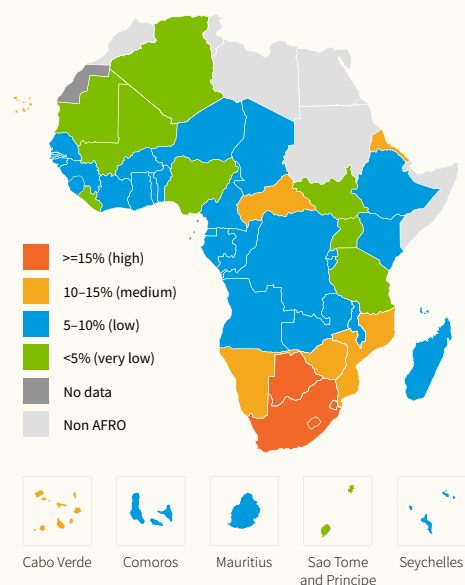 >=15% (high)
10–15% (medium)
5–10% (low)
<5% (very low)
No data
Non AFRO
Cabo Verde
Comoros
Mauritius
Sao Tome
and Principe
Seychelles